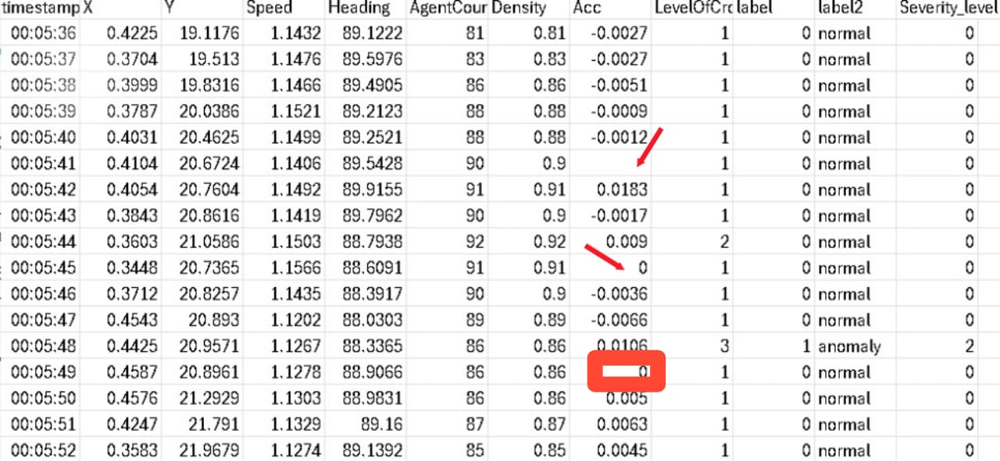 timestamp X Y Speed Heading AgentCour Density Acc LevelOfCrc label label2 Severity_level
00:05:36 0.4225 19.1176 1.1432 89.1222 81 0.81 -0.0027 1 0 normal 0
00:05:37 0.3704 19.513 1.1476 89.5976 83 0.83 -0.0027 1 0 normal 0
00:05:38 0.3999 19.8316 1.1466 89.4905 86 0.86 -0.0051 1 0 normal 0
00:05:39 0.3787 20.0386 1.1521 89.2123 88 0.88 -0.0009 1 0 normal 0
00:05:40 0.4031 20.4625 1.1499 89.2521 88 0.88 -0.0012 1 0 normal 0
00:05:41 0.4104 20.6724 1.1406 89.5428 90 0.9 1 0 normal 0
00:05:42 0.4054 20.7604 1.1492 89.9155 91 0.91 0.0183 1 0 normal 0
00:05:43 0.3843 20.8616 1.1419 89.7962 90 0.9 -0.0017 1 0 normal 0
00:05:44 0.3603 21.0586 1.1503 88.7938 92 0.92 0.009 2 0 normal 0
00:05:45 0.3448 20.7365 1.1566 88.6091 91 0.91 0 1 0 normal 0
00:05:46 0.3712 20.8257 1.1435 88.3917 90 0.9 -0.0036 1 0 normal 0
00:05:47 0.4543 20.893 1.1202 88.0303 89 0.89 -0.0066 1 0 normal 0
00:05:48 0.4425 20.9571 1.1267 88.3365 86 0.86 0.0106 3 1 anomaly 2
00:05:49 0.4587 20.8961 1.1278 88.9066 86 0.86 0 1 0 normal 0
00:05:50 0.4576 21.2929 1.1303 88.9831 86 0.86 0.005 1 0 normal 0
00:05:51 0.4247 21.791 1.1329 89.16 87 0.87 0.0063 1 0 normal 0
00:05:52 0.3583 21.9679 1.1274 89.1392 85 0.85 0.0045 1 0 normal 0